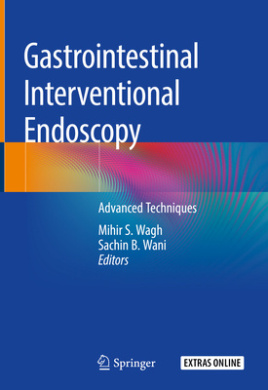 Gastrointestinal
Interventional
Endoscopy
Advanced Techniques
Mihir S. Wagh
Sachin B. Wani
Editors
Springer
EXTRAS ONLINE